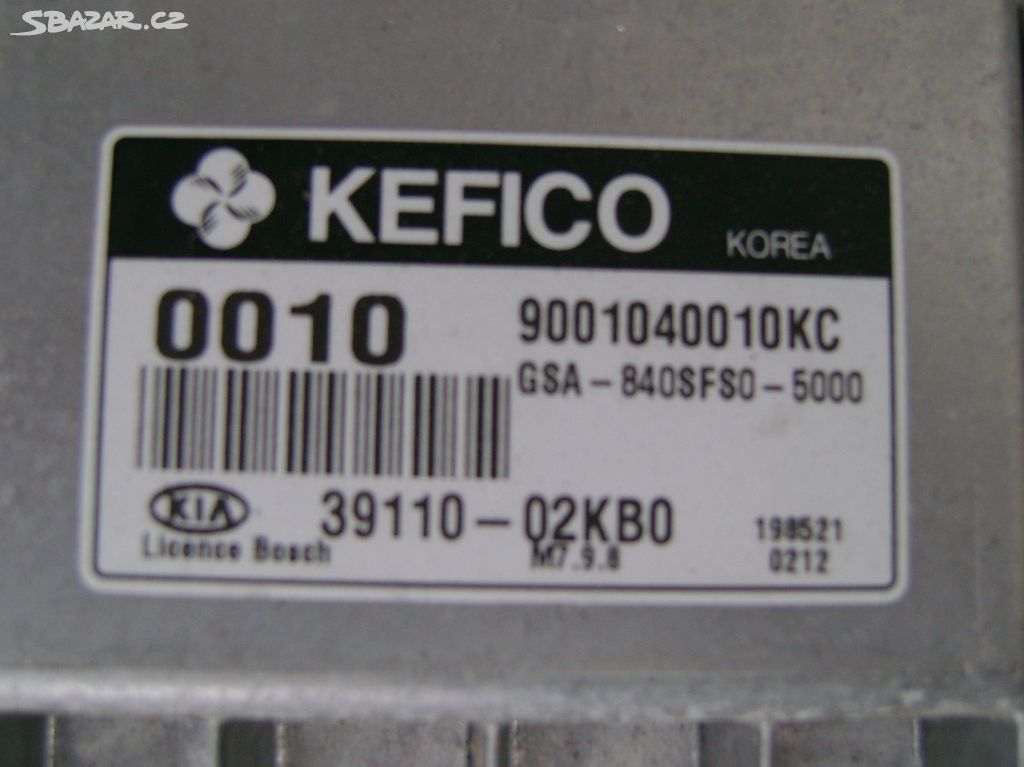 SBAZAR.CZ
KEFICO
KOREA
0010
9001040010KC
GSA-840SFS0-5000
KIA
39110-02KB0
198521
Licence Bosch
M7.9.8
0212